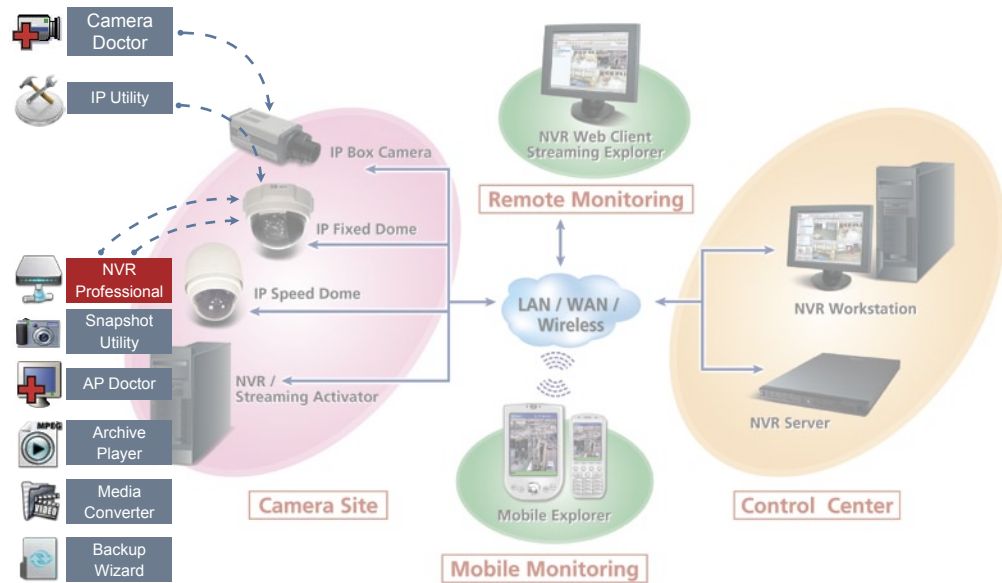 Camera
Doctor
IP Utility
NVR
Professional
Snapshot
Utility
AP Doctor
MPEG
Archive
Player
VIDEO
Media
Converter
Backup
Wizard
IP Box Camera
IP Fixed Dome
IP Speed Dome
NVR /
Streaming Activator
Camera Site
NVR Web Client
Streaming Explorer
Remote Monitoring
LAN / WAN /
Wireless
Mobile Explorer
Mobile Monitoring
NVR Workstation
NVR Server
Control Center